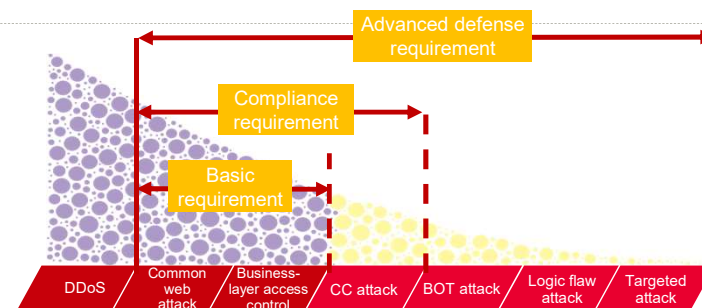 Advanced defense
requirement
Compliance
requirement
Basic
requirement
DDoS
Common
web
attack
Business-
layer access
control
CC attack
BOT attack
Logic flaw
attack
Targeted
attack